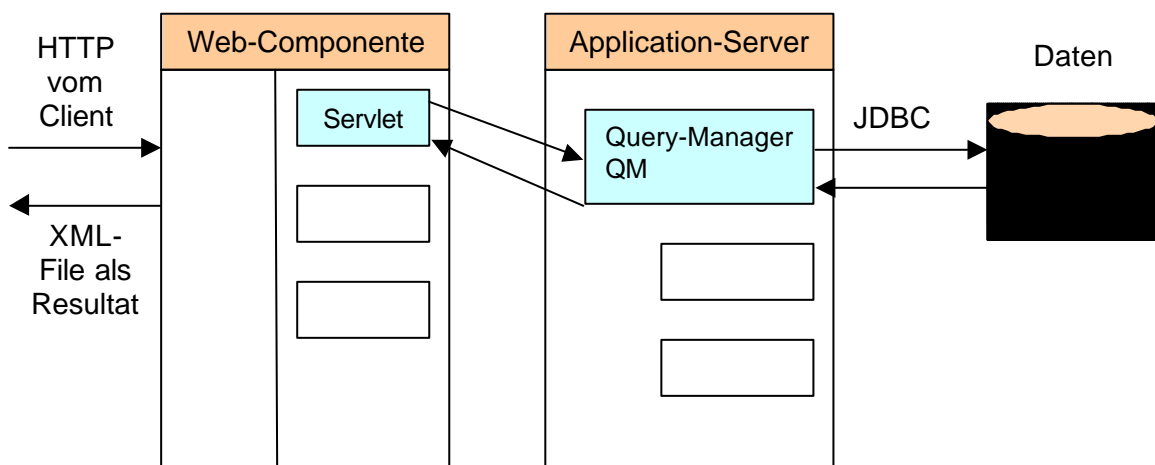 HTTP
vom
Client
XML-
File als
Resultat
Web-Componente
Servlet
Application-Server
Query-Manager
QM
JDBC
Daten